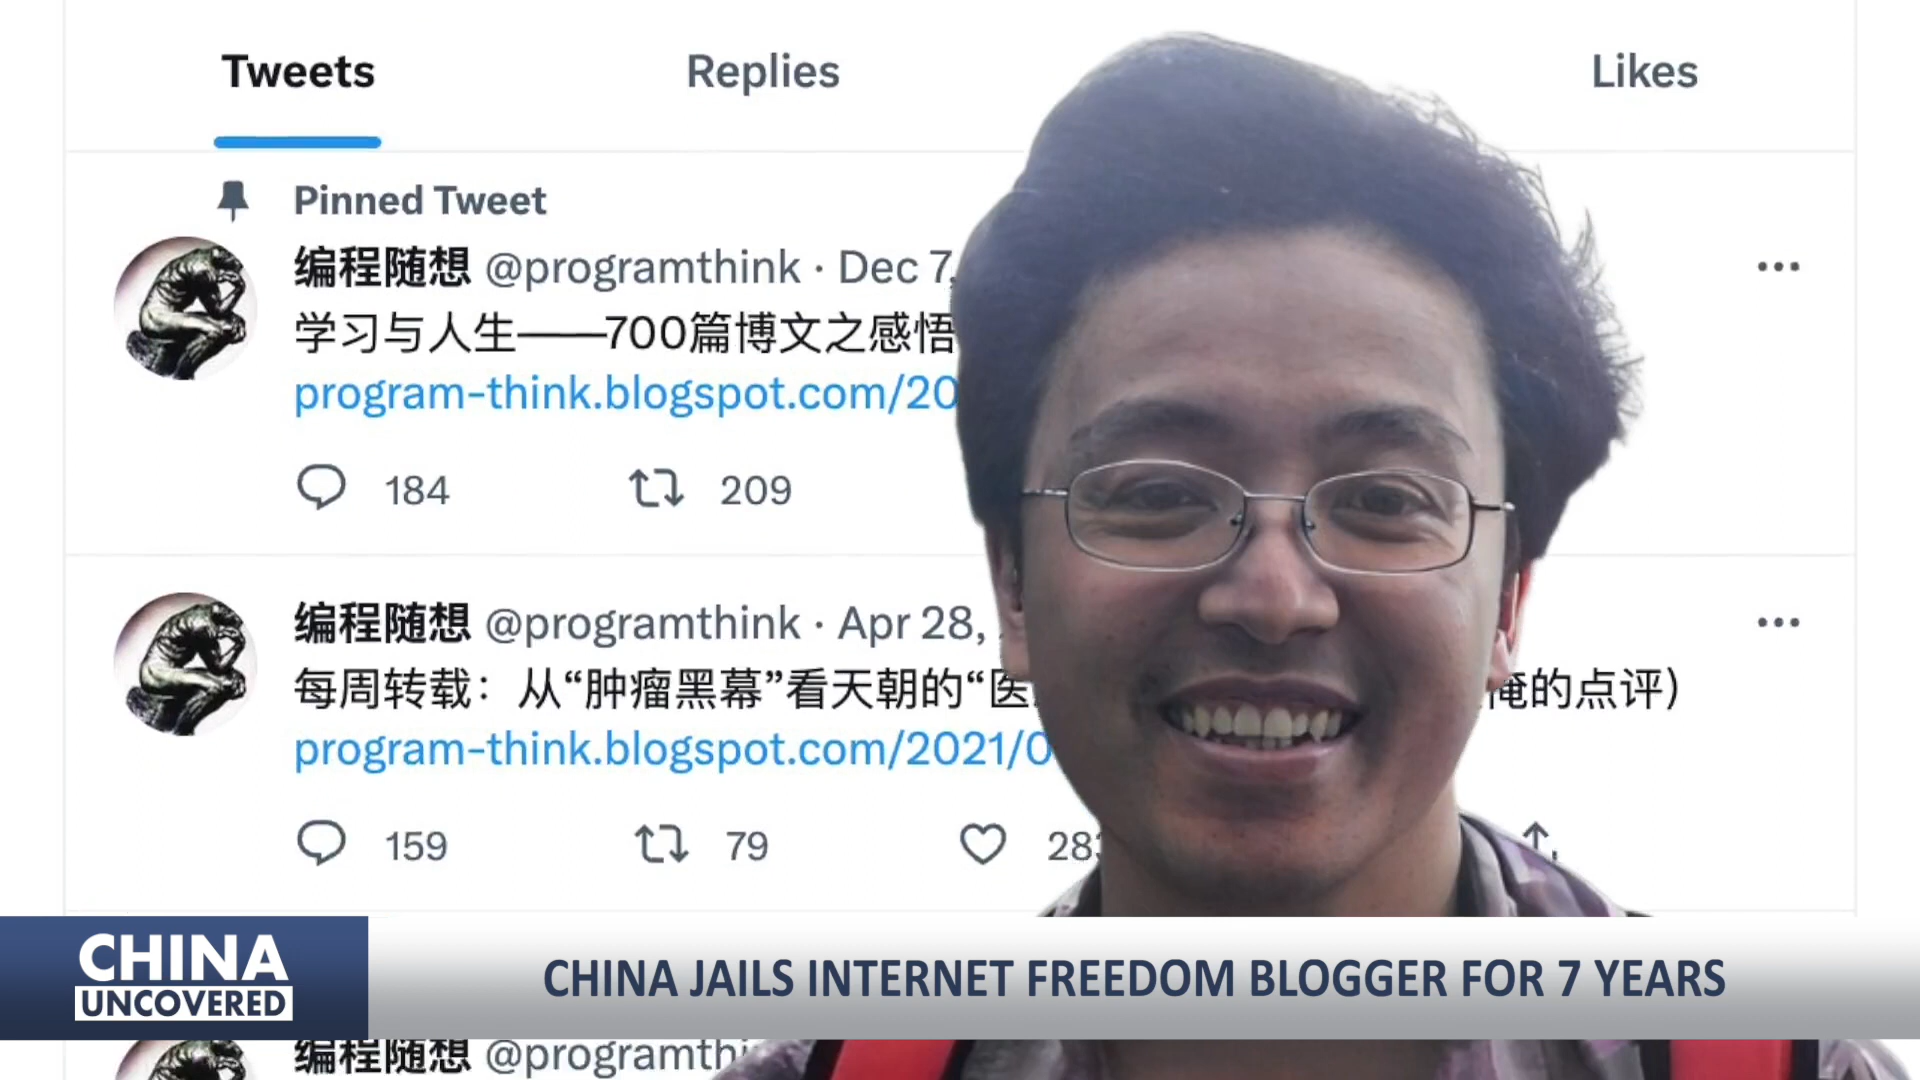 Tweets
Replies
Likes
Pinned Tweet
编程随想 @programthink · Dec 7,
学习与人生——700篇博文之感悟
program-think.blogspot.com/20
184
209
编程随想 @programthink · Apr 28,
每周转载：从“肿瘤黑幕”看天朝的“医 俺的点评）
program-think.blogspot.com/2021/0
159
79
28
CHINA
UNCOVERED
CHINA JAILS INTERNET FREEDOM BLOGGER FOR 7 YEARS
编程随想 @programth